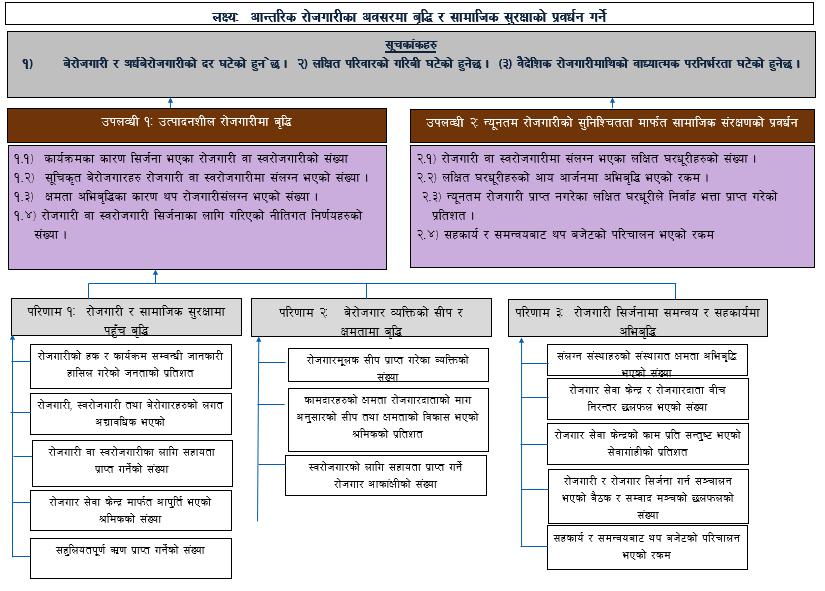 लक्ष्य: आन्तरिक रोजगारीका अवसरमा बृद्धि र सामाजिक सुरक्षाको प्रवर्धन गर्ने
सूचकांकहरु
१) बेरोजगारी र अर्धबेरोजगारीको दर घटेको हुनेछ । २) लक्षित परिवारको गरिवी घटेको हुनेछ । (३) वैदेशिक रोजगारीमाथिको वाध्यात्मक परनिर्भरता घटेको हुनेछ ।
उपलब्धी १: उत्पादनशील रोजगारीमा बृद्धि
१.१) कार्यक्रमका कारण सिर्जना भएका रोजगारी वा स्वरोजगारीको संख्या
१.२) सूचिकृत बेरोजगारहरु रोजगारी वा स्वरोजगारीमा संलग्न भएको संख्या ।
१.३) क्षमता अभिबृद्धिका कारण थप रोजगारीसंलग्न भएको संख्या ।
१.४) रोजगारी वा स्वरोजगारी सिर्जनाका लागि गरिएको नीतिगत निर्णयहरुको
संख्या ।
उपलब्धी २: न्यूनतम रोजगारीको सुनिश्चितता मार्फत सामाजिक संरक्षणको प्रवर्धन
२.१) रोजगारी वा स्वरोजगारीमा संलग्न भएका लक्षित घरधूरीहरुको संख्या ।
२.२) लक्षित घरधूरीहरुको आय आर्जनमा अभिबृद्धि भएको रकम ।
२.३) न्यूनतम रोजगारी प्राप्त नगरेका लक्षित घरधूरीले निर्वाह भत्ता प्राप्त गरेको
प्रतिशत ।
२.४) सहकार्य र समन्वयबाट थप बजेटको परिचालन भएको रकम
परिणाम १: रोजगारी र सामाजिक सुरक्षामा
पहुँच बृद्धि
रोजगारीको हक र कार्यक्रम सम्वन्धी जानकारी
हासिल गरेको जनताको प्रतिशत
रोजगारी, स्वरोजगारी तथा बेरोगारहरुको लगत
अद्यावधिक भएको
रोजगारी वा स्वरोजगारीका लागि सहायता
प्राप्त गर्नेको संख्या
रोजगार सेवा केन्द्र मार्फत आपुर्ति भएको
श्रमिकको संख्या
सहुलियतपूर्ण ऋण प्राप्त गर्नेको संख्या
परिणाम २: बेरोजगार व्यक्तिको सीप र
क्षमतामा बृद्धि
रोजगारमूलक सीप प्राप्त गरेका व्यक्तिको
संख्या
कामदारहरुको क्षमता रोजगारदाताको माग
अनुसारको सीप तथा क्षमताको विकास भएको
श्रमिकको प्रतिशत
स्वरोजगारको लागि सहायता प्राप्त गर्ने
रोजगार आकांक्षीको संख्या
परिणाम ३: रोजगारी सिर्जनामा समन्वय र सहकार्यमा
अभिबृद्धि
संलग्न संस्थाहरुको संस्थागत क्षमता अभिबृद्धि
भएको संख्या
रोजगार सेवा केन्द्र र रोजगारदाता वीच
निरन्तर छलफल भएको संख्या
रोजगार सेवा केन्द्रको काम प्रति सन्तुष्ट भएको
सेवाग्राहीको प्रतिशत
रोजगारी र रोजगार सिर्जना गर्न सञ्चालन
भएको बैठक र सम्वाद मञ्चको छलफलको
संख्या
सहकार्य र समन्वयबाट थप बजेटको परिचालन
भएको रकम